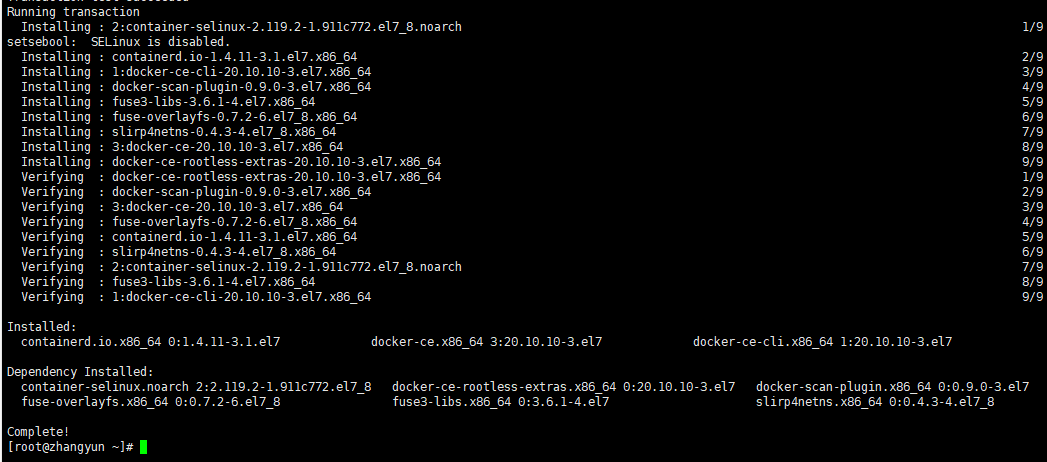 Running transaction
Installing : 2:container-selinux-2.119.2-1.911c772.el7_8.noarch 1/9
setsebool: SELinux is disabled.
Installing : containerd.io-1.4.11-3.1.el7.x86_64 2/9
Installing : 1:docker-ce-cli-20.10.10-3.el7.x86_64 3/9
Installing : docker-scan-plugin-0.9.0-3.el7.x86_64 4/9
Installing : fuse3-libs-3.6.1-4.el7.x86_64 5/9
Installing : fuse-overlayfs-0.7.2-6.el7_8.x86_64 6/9
Installing : slirp4netns-0.4.3-4.el7_8.x86_64 7/9
Installing : 3:docker-ce-20.10.10-3.el7.x86_64 8/9
Installing : docker-ce-rootless-extras-20.10.10-3.el7.x86_64 9/9
Verifying : docker-ce-rootless-extras-20.10.10-3.el7.x86_64 1/9
Verifying : docker-scan-plugin-0.9.0-3.el7.x86_64 2/9
Verifying : 3:docker-ce-20.10.10-3.el7.x86_64 3/9
Verifying : fuse-overlayfs-0.7.2-6.el7_8.x86_64 4/9
Verifying : containerd.io-1.4.11-3.1.el7.x86_64 5/9
Verifying : slirp4netns-0.4.3-4.el7_8.x86_64 6/9
Verifying : 2:container-selinux-2.119.2-1.911c772.el7_8.noarch 7/9
Verifying : fuse3-libs-3.6.1-4.el7.x86_64 8/9
Verifying : 1:docker-ce-cli-20.10.10-3.el7.x86_64 9/9
Installed:
containerd.io.x86_64 0:1.4.11-3.1.el7 docker-ce.x86_64 3:20.10.10-3.el7 docker-ce-cli.x86_64 1:20.10.10-3.el7
Dependency Installed:
container-selinux.noarch 2:2.119.2-1.911c772.el7_8 docker-ce-rootless-extras.x86_64 0:20.10.10-3.el7 docker-scan-plugin.x86_64 0:0.9.0-3.el7
fuse-overlayfs.x86_64 0:0.7.2-6.el7_8 fuse3-libs.x86_64 0:3.6.1-4.el7 slirp4netns.x86_64 0:0.4.3-4.el7_8
Complete!
[root@zhangyun ~]#